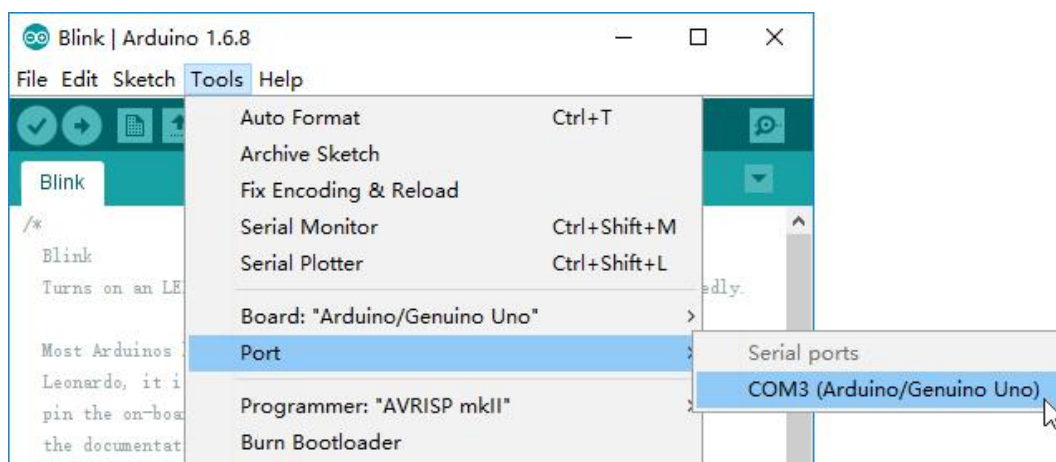 Blink | Arduino 1.6.8
File Edit Sketch Tools Help
Auto Format Ctrl+T
Archive Sketch
Fix Encoding & Reload
Serial Monitor Ctrl+Shift+M
Serial Plotter Ctrl+Shift+L
Board: "Arduino/Genuino Uno"
Port
Serial ports
COM3 (Arduino/Genuino Uno)
Programmer: "AVRISP mkII"
Burn Bootloader
Blink
/*
Blink
Turns on an LE edly.
Most Arduinos
Leonardo, it i
pin the on-boa
the documentat